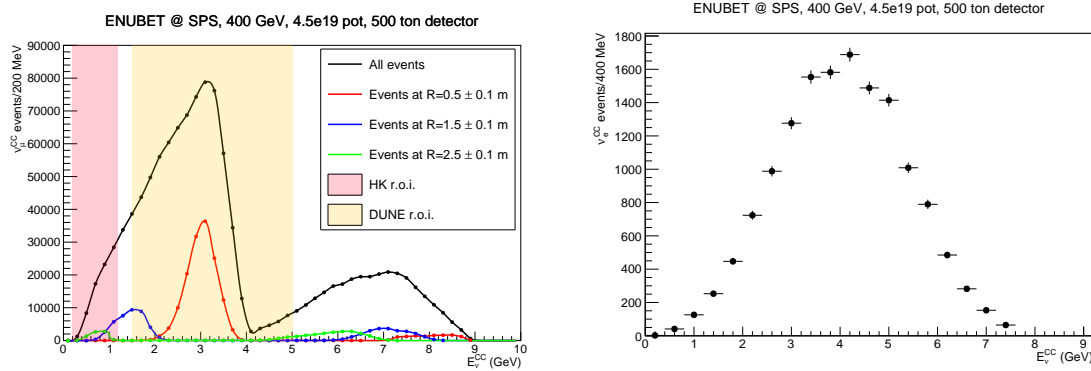 ENUBET @ SPS, 400 GeV, 4.5e19 pot, 500 ton detector
ν_μ^CC events/200 MeV
90000
80000
70000
60000
50000
40000
30000
20000
10000
0
All events
Events at R=0.5 ± 0.1 m
Events at R=1.5 ± 0.1 m
Events at R=2.5 ± 0.1 m
HK r.o.i.
DUNE r.o.i.
0 1 2 3 4 5 6 7 8 9 10
E_ν^CC (GeV)
ENUBET @ SPS, 400 GeV, 4.5e19 pot, 500 ton detector
ν_e^CC events/400 MeV
1800
1600
1400
1200
1000
800
600
400
200
0
0 1 2 3 4 5 6 7 8 9
E_ν^CC (GeV)